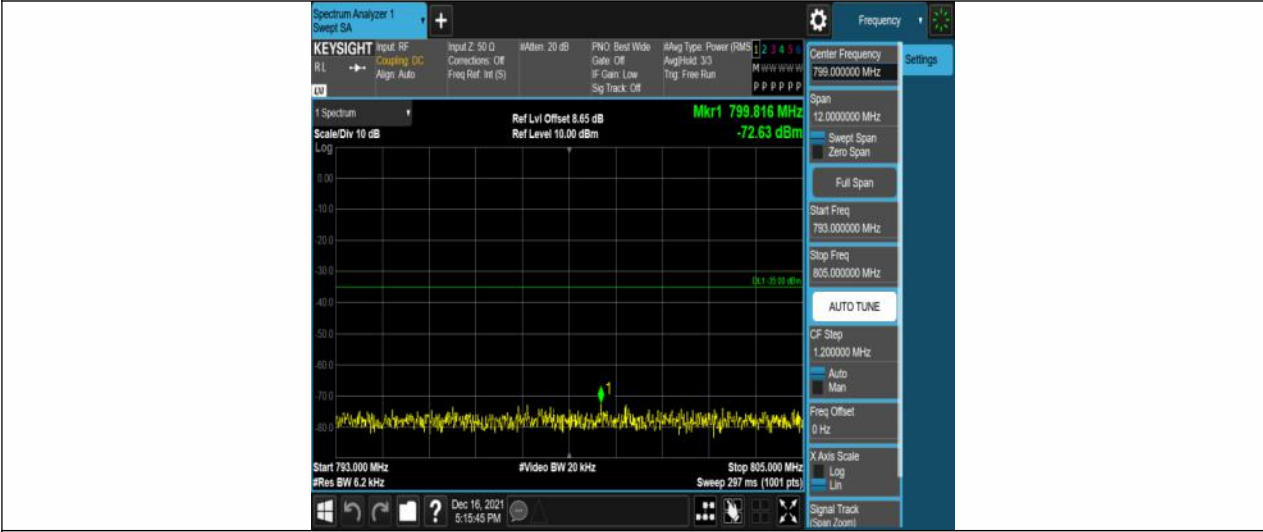 Spectrum Analyzer 1
Swept SA
+
Frequency
KEYSIGHT
RL
Input: RF
Coupling: DC
Align: Auto
Input Z: 50 Ω
Corrections: Off
Freq Ref: Int (S)
#Atten: 20 dB
PNO: Best Wide
Gate: Off
IF Gain: Low
Sig Track: Off
#Avg Type: Power (RMS
Avg|Hold: 3/3
Trig: Free Run
1 2 3 4 5 6
M W W W W W
P P P P P P
Center Frequency
799.000000 MHz
Settings
Span
12.0000000 MHz
Swept Span
Zero Span
Full Span
Start Freq
793.000000 MHz
Stop Freq
805.000000 MHz
AUTO TUNE
CF Step
1.200000 MHz
Auto
Man
Freq Offset
0 Hz
X Axis Scale
Log
Lin
Signal Track
(Span Zoom)
1 Spectrum
Scale/Div 10 dB
Log
Ref Lvl Offset 8.65 dB
Ref Level 10.00 dBm
Mkr1 799.816 MHz
-72.63 dBm
0.00
-10.0
-20.0
-30.0
DL1 -35.00 dBm
-40.0
-50.0
-60.0
-70.0
1
-80.0
Start 793.000 MHz
#Res BW 6.2 kHz
#Video BW 20 kHz
Stop 805.000 MHz
Sweep 297 ms (1001 pts)
?
Dec 16, 2021
5:15:45 PM